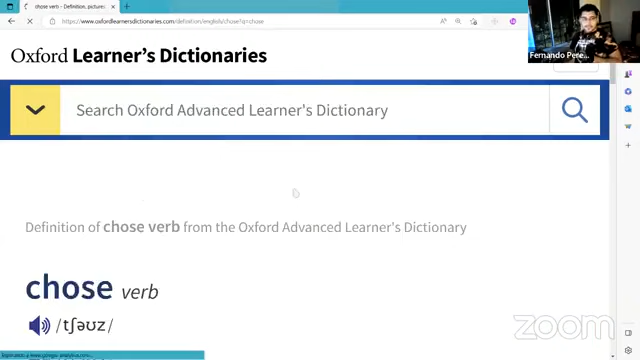 chose verb – Definition, pictures
https://www.oxfordlearnersdictionaries.com/definition/english/chose?q=chose
Fernando Pere...
Oxford Learner's Dictionaries
Search Oxford Advanced Learner's Dictionary
Definition of chose verb from the Oxford Advanced Learner's Dictionary
chose verb
/tʃəʊz/
zoom